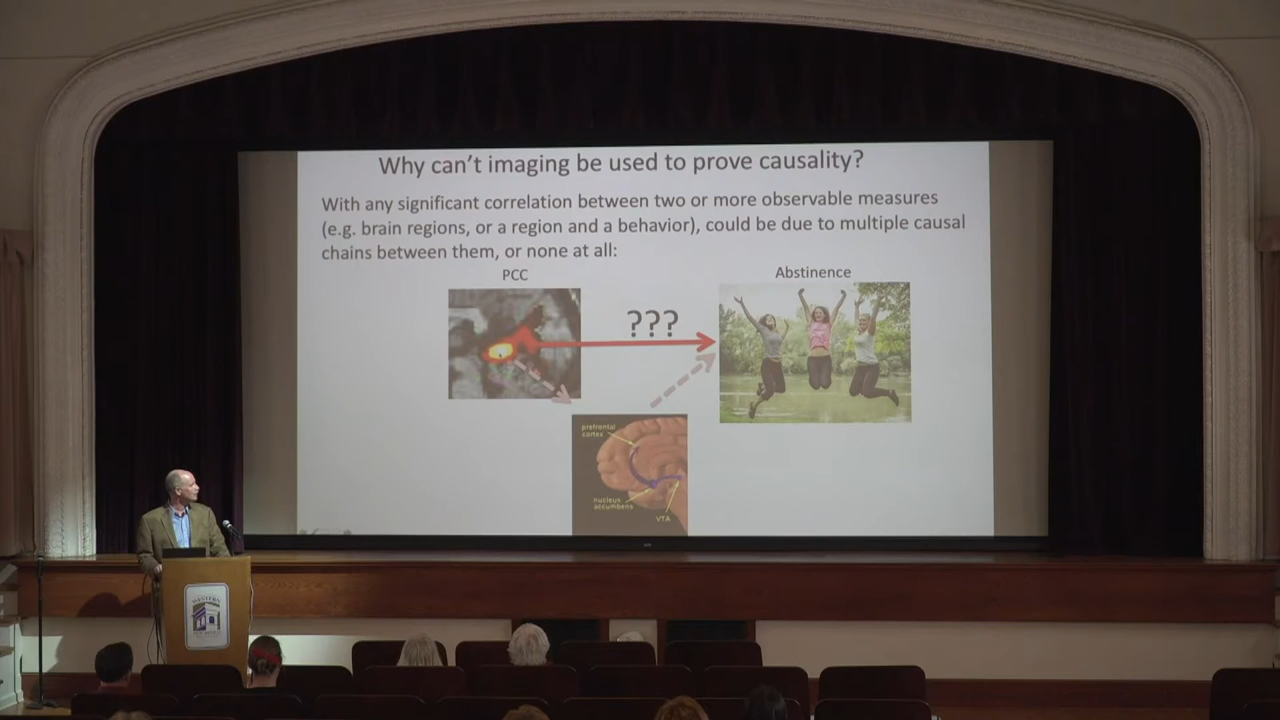 Why can't imaging be used to prove causality?
With any significant correlation between two or more observable measures
(e.g. brain regions, or a region and a behavior), could be due to multiple causal
chains between them, or none at all:
PCC
Abstinence
???
prefrontal
cortex
nucleus
accumbens
VTA
WESTERN